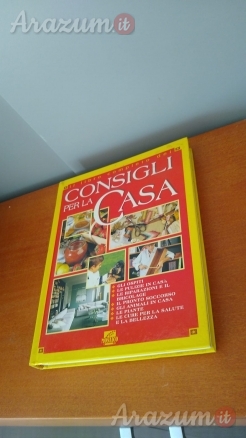 Arazum.it
CONSIGLI
PER LA
CASA
• GLI OSPITI
• LE PULIZIE IN CASA
• LE RIPARAZIONI E IL
BRICOLAGE
• IL PRONTO SOCCORSO
• GLI ANIMALI IN CASA
• LE PIANTE
• LE CURE PER LA SALUTE
E LA BELLEZZA
Arazum.it